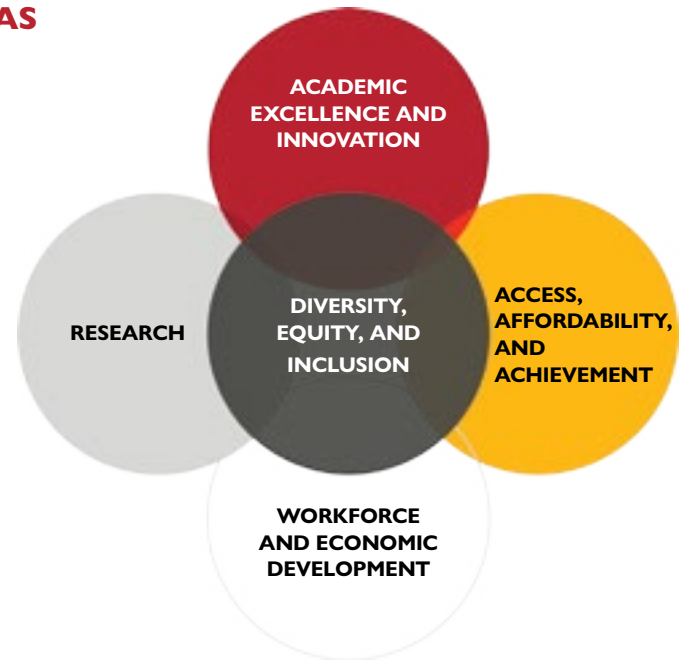 AS
ACADEMIC
EXCELLENCE AND
INNOVATION
RESEARCH
DIVERSITY,
EQUITY, AND
INCLUSION
ACCESS,
AFFORDABILITY,
AND
ACHIEVEMENT
WORKFORCE
AND ECONOMIC
DEVELOPMENT